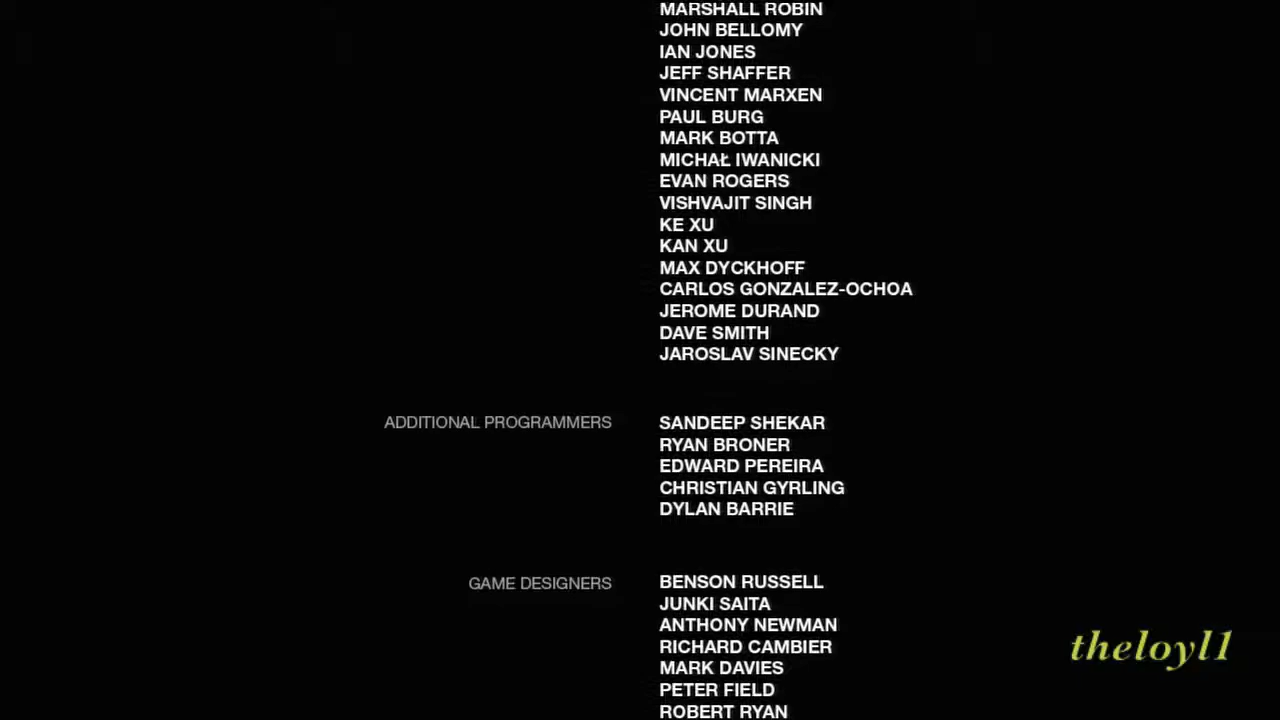 MARSHALL ROBIN
JOHN BELLOMY
IAN JONES
JEFF SHAFFER
VINCENT MARXEN
PAUL BURG
MARK BOTTA
MICHAŁ IWANICKI
EVAN ROGERS
VISHVAJIT SINGH
KE XU
KAN XU
MAX DYCKHOFF
CARLOS GONZALEZ-OCHOA
JEROME DURAND
DAVE SMITH
JAROSLAV SINECKY
ADDITIONAL PROGRAMMERS SANDEEP SHEKAR
RYAN BRONER
EDWARD PEREIRA
CHRISTIAN GYRLING
DYLAN BARRIE
GAME DESIGNERS BENSON RUSSELL
JUNKI SAITA
ANTHONY NEWMAN
RICHARD CAMBIER
MARK DAVIES
PETER FIELD
ROBERT RYAN
theloyl1